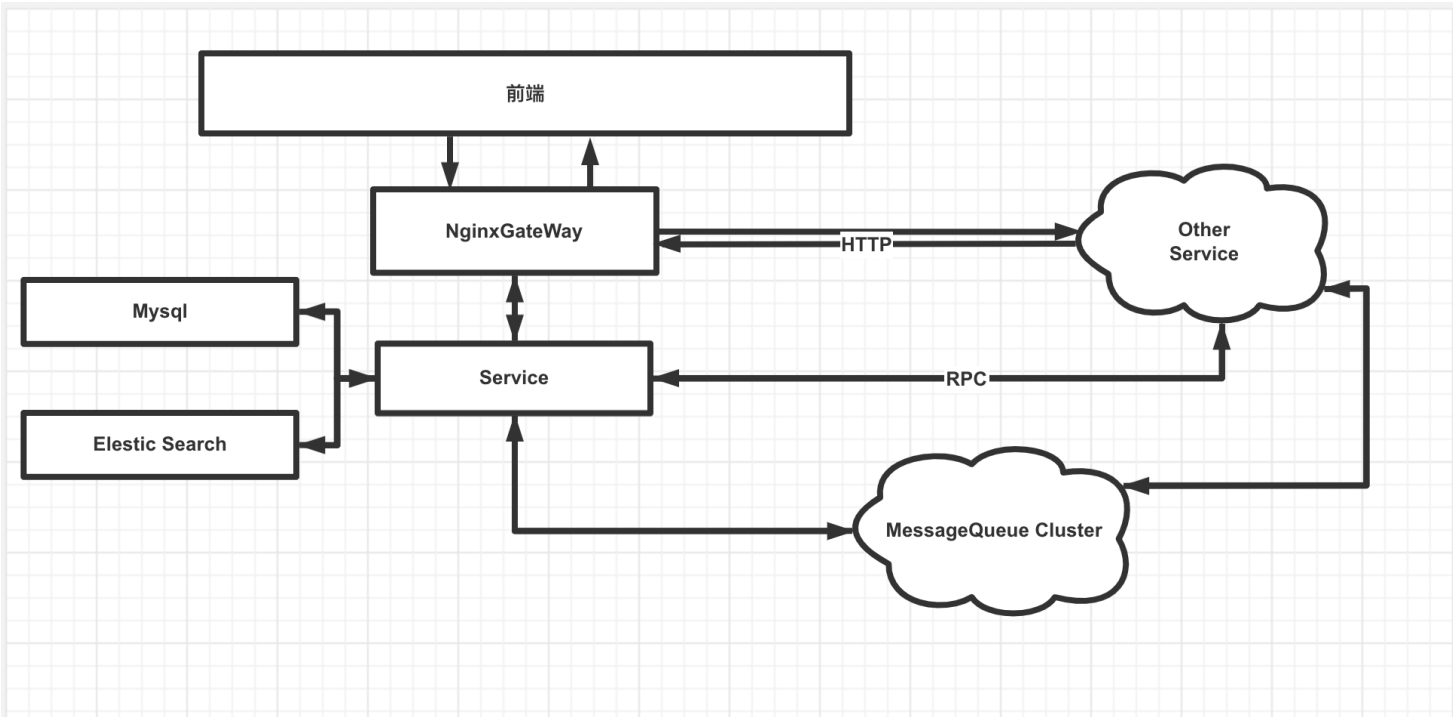 前端
NginxGateWay
HTTP
Other
Service
Mysql
Service
RPC
Elestic Search
MessageQueue Cluster